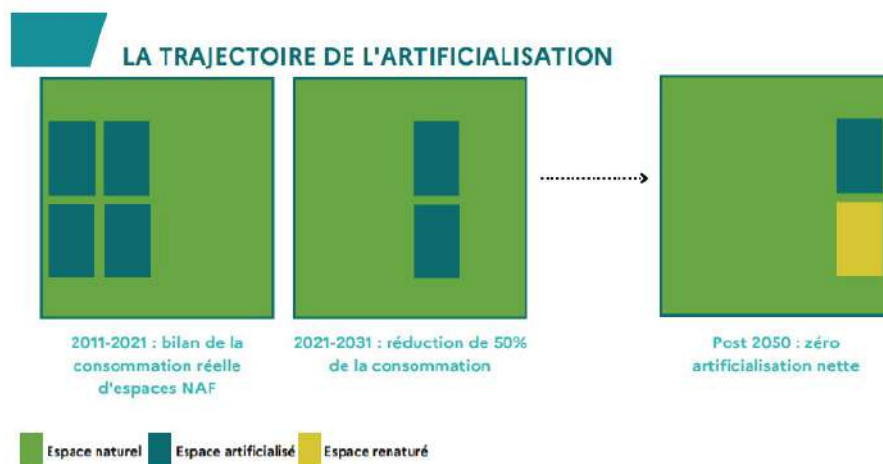 LA TRAJECTOIRE DE L'ARTIFICIALISATION
2011-2021 : bilan de la
consommation réelle
d'espaces NAF
2021-2031 : réduction de 50%
de la consommation
Post 2050 : zéro
artificialisation nette
Espace naturel
Espace artificialisé
Espace renaturé